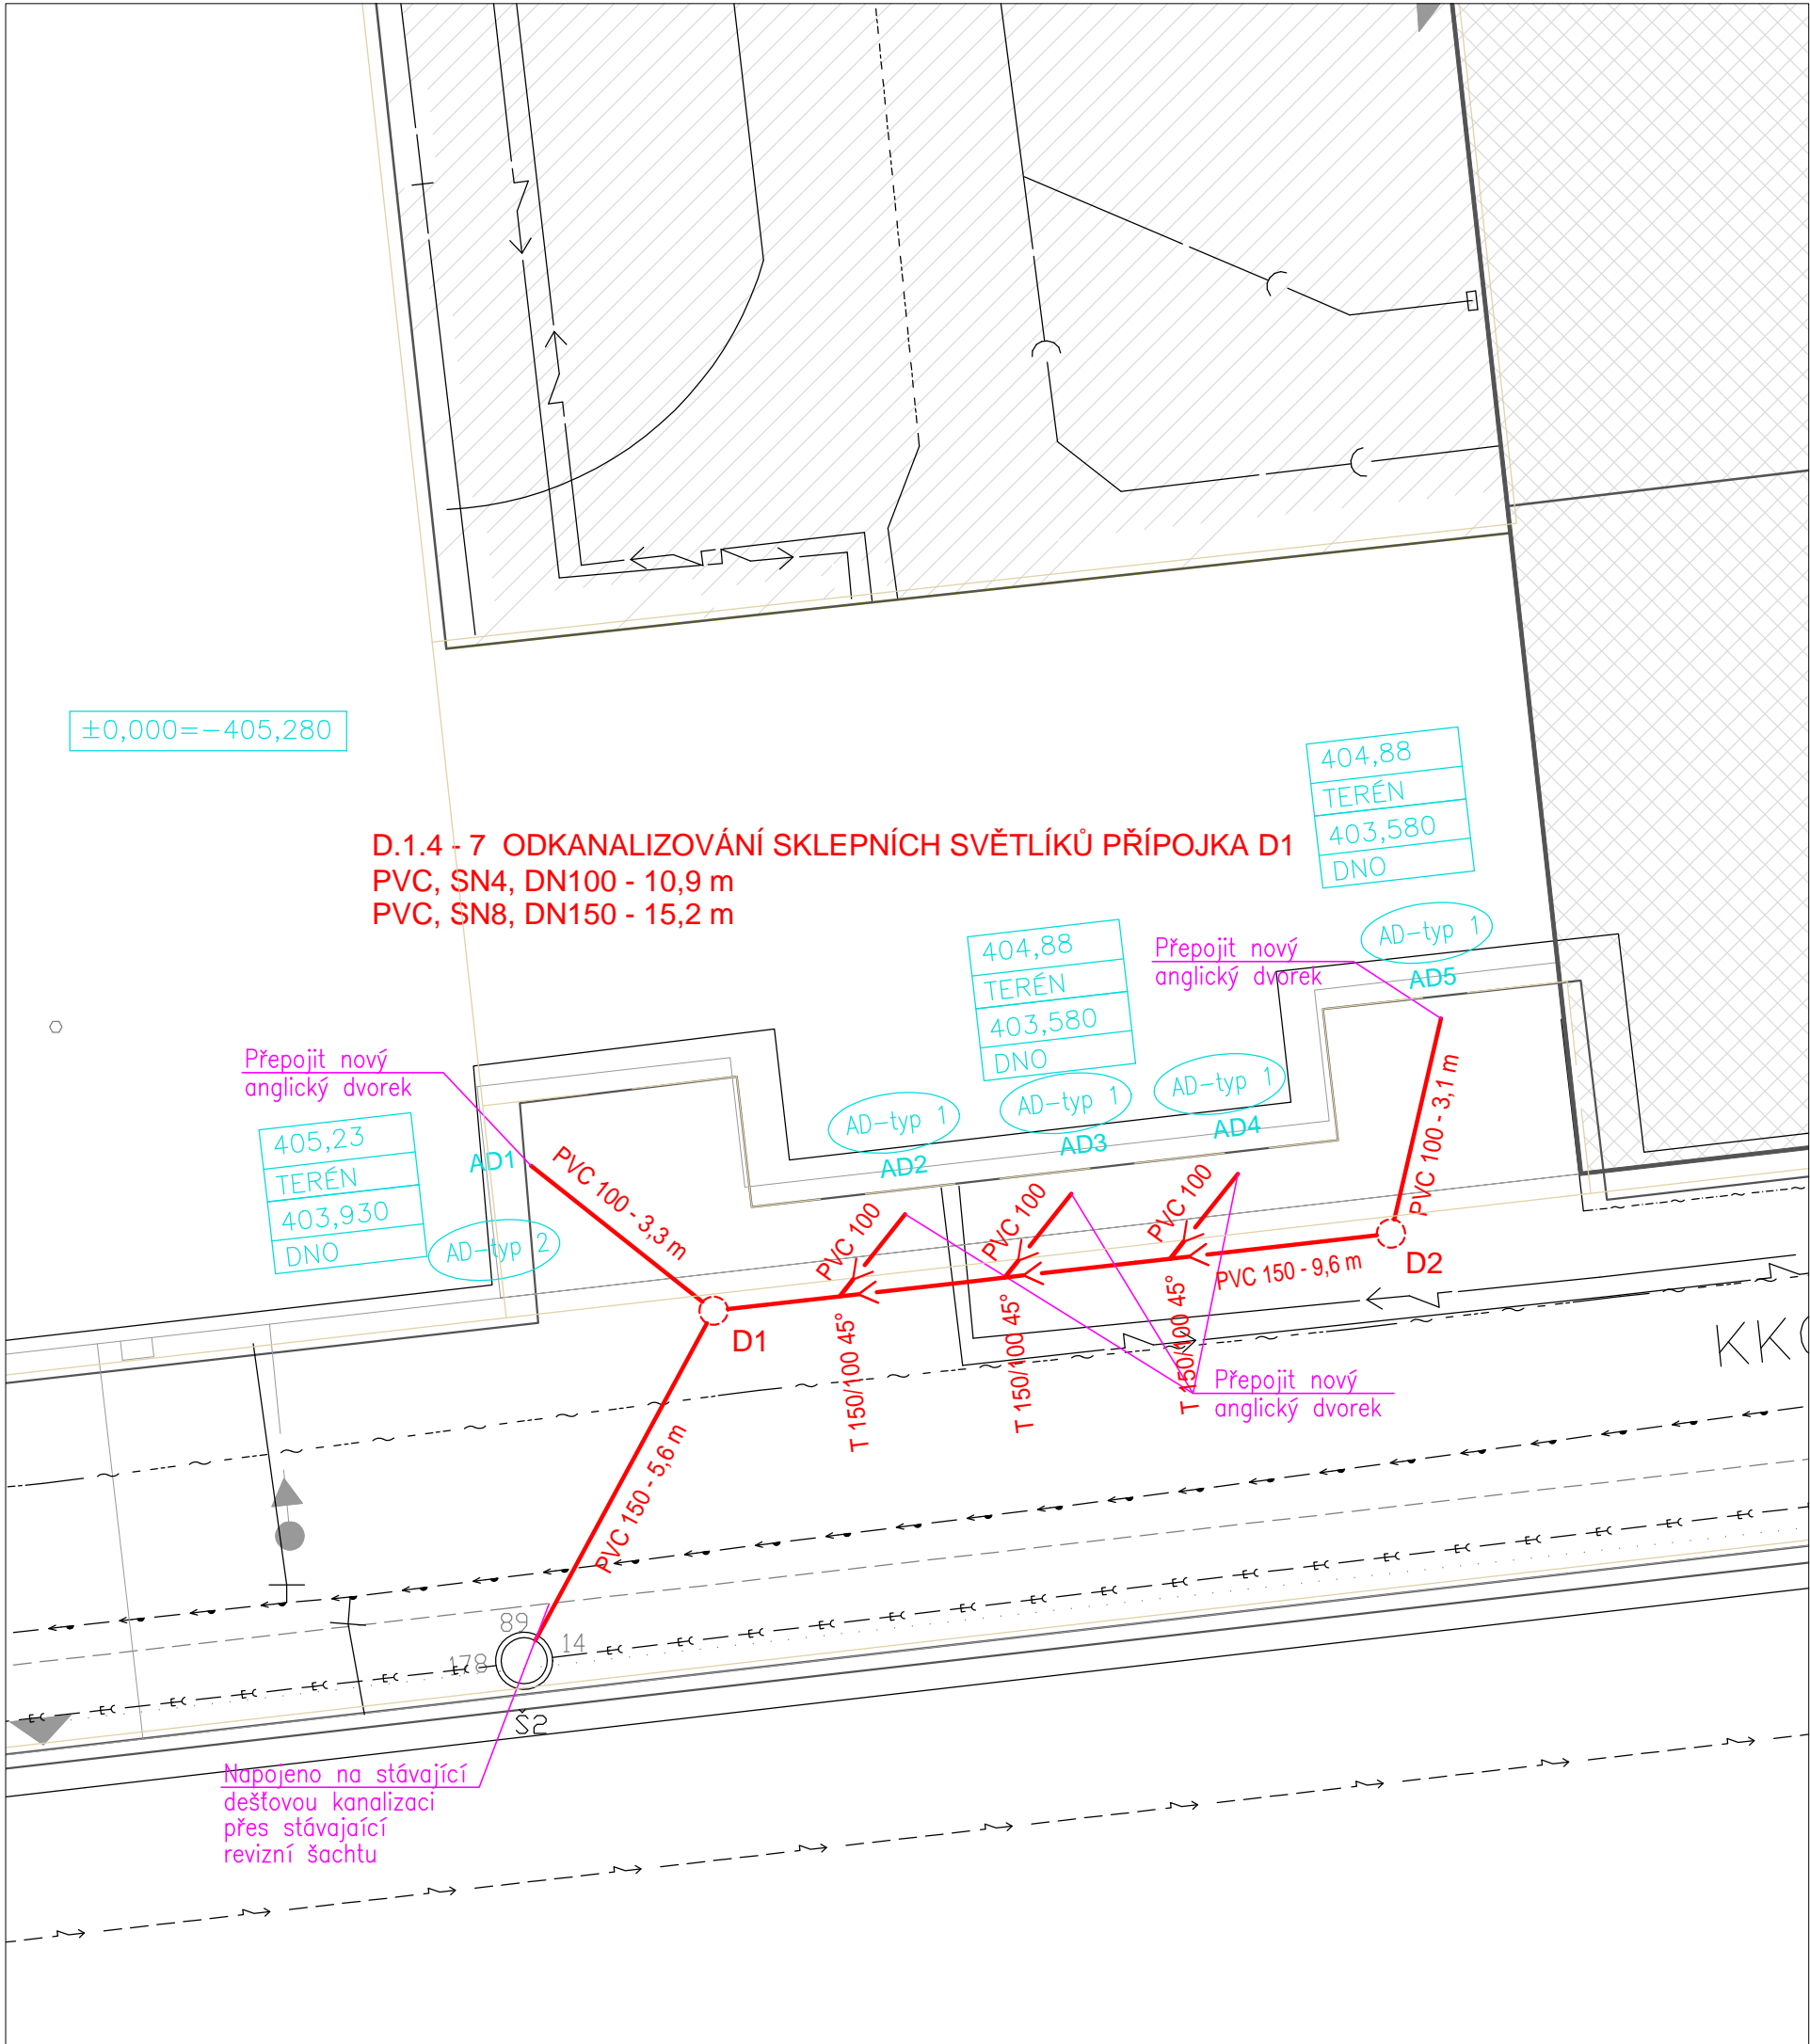 ±0,000=−405,280
404,88
TERÉN
403,580
DNO
D.1.4 - 7  ODKANALIZOVÁNÍ SKLEPNÍCH SVĚTLÍKŮ PŘÍPOJKA D1
PVC, SN4, DN100 - 10,9 m
PVC, SN8, DN150 - 15,2 m
AD-typ 1
AD5
404,88
TERÉN
403,580
DNO
Přepojit nový
anglický dvorek
Přepojit nový
anglický dvorek
AD-typ 1
AD4
AD-typ 1
AD3
AD-typ 1
AD2
405,23
TERÉN
403,930
DNO
AD1
AD-typ 2
PVC 100 - 3,3 m
PVC 100
PVC 100
PVC 100
PVC 100 - 3,1 m
D2
PVC 150 - 9,6 m
D1
T 150/100 45°
T 150/100 45°
T 150/100 45°
Přepojit nový
anglický dvorek
PVC 150 - 5,6 m
89
14
178
Š2
Napojeno na stávající
dešťovou kanalizaci
přes stávajaící
revizní šachtu